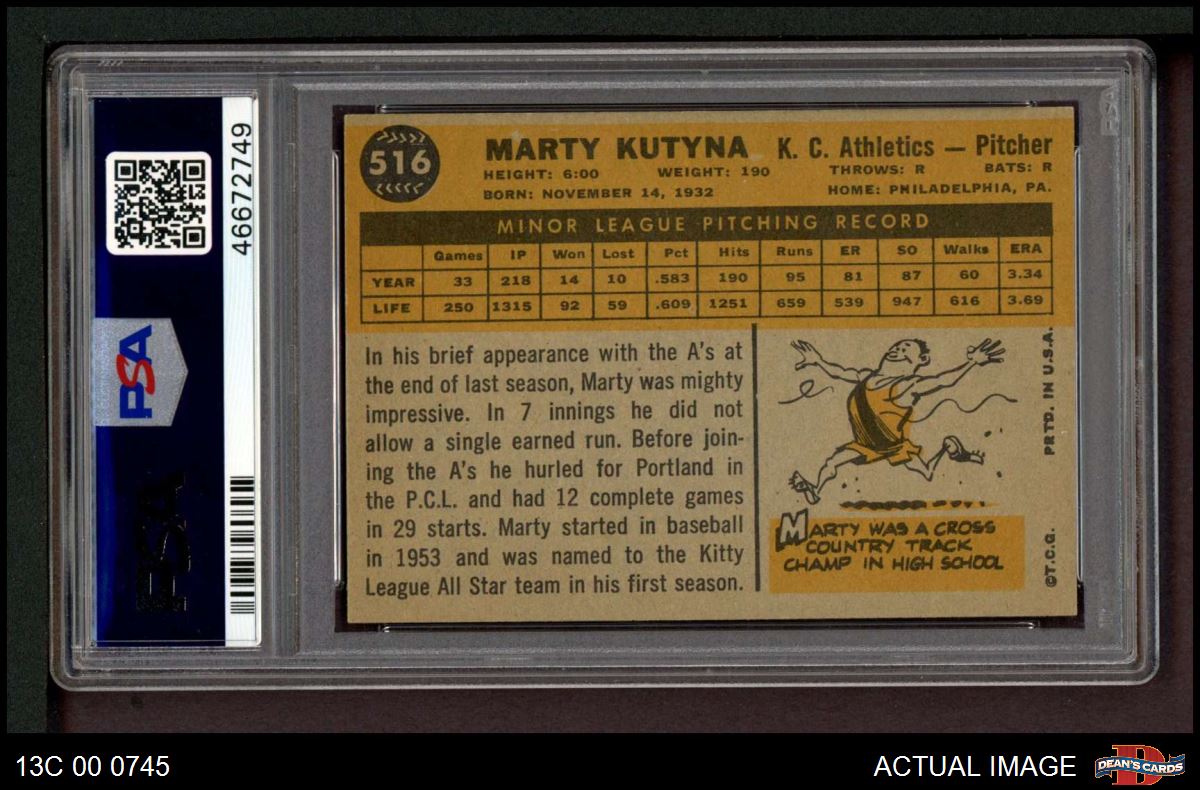 46672749
PSA
PSA
516
MARTY KUTYNA K. C. Athletics — Pitcher
HEIGHT: 6:00 WEIGHT: 190 THROWS: R BATS: R
BORN: NOVEMBER 14, 1932 HOME: PHILADELPHIA, PA.
MINOR LEAGUE PITCHING RECORD
Games IP Won Lost Pct Hits Runs ER SO Walks ERA
YEAR 33 218 14 10 .583 190 95 81 87 60 3.34
LIFE 250 1315 92 59 .609 1251 659 539 947 616 3.69
In his brief appearance with the A's at
the end of last season, Marty was mighty
impressive. In 7 innings he did not
allow a single earned run. Before join-
ing the A's he hurled for Portland in
the P.C.L. and had 12 complete games
in 29 starts. Marty started in baseball
in 1953 and was named to the Kitty
League All Star team in his first season.
MARTY WAS A CROSS
COUNTRY TRACK
CHAMP IN HIGH SCHOOL
©T.C.G. PRTD. IN U.S.A.
13C 00 0745
ACTUAL IMAGE
D
DEAN'S CARDS